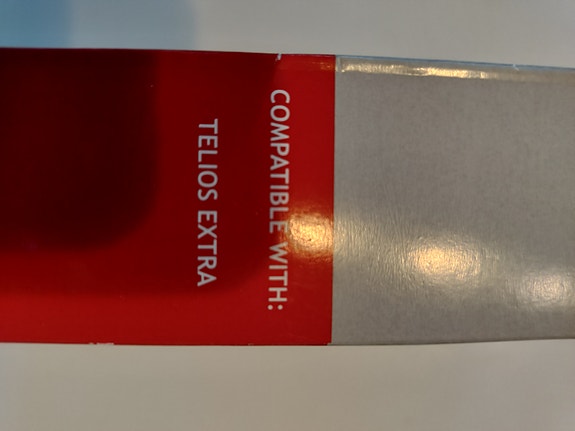 COMPATIBLE WITH:
TELIOS EXTRA